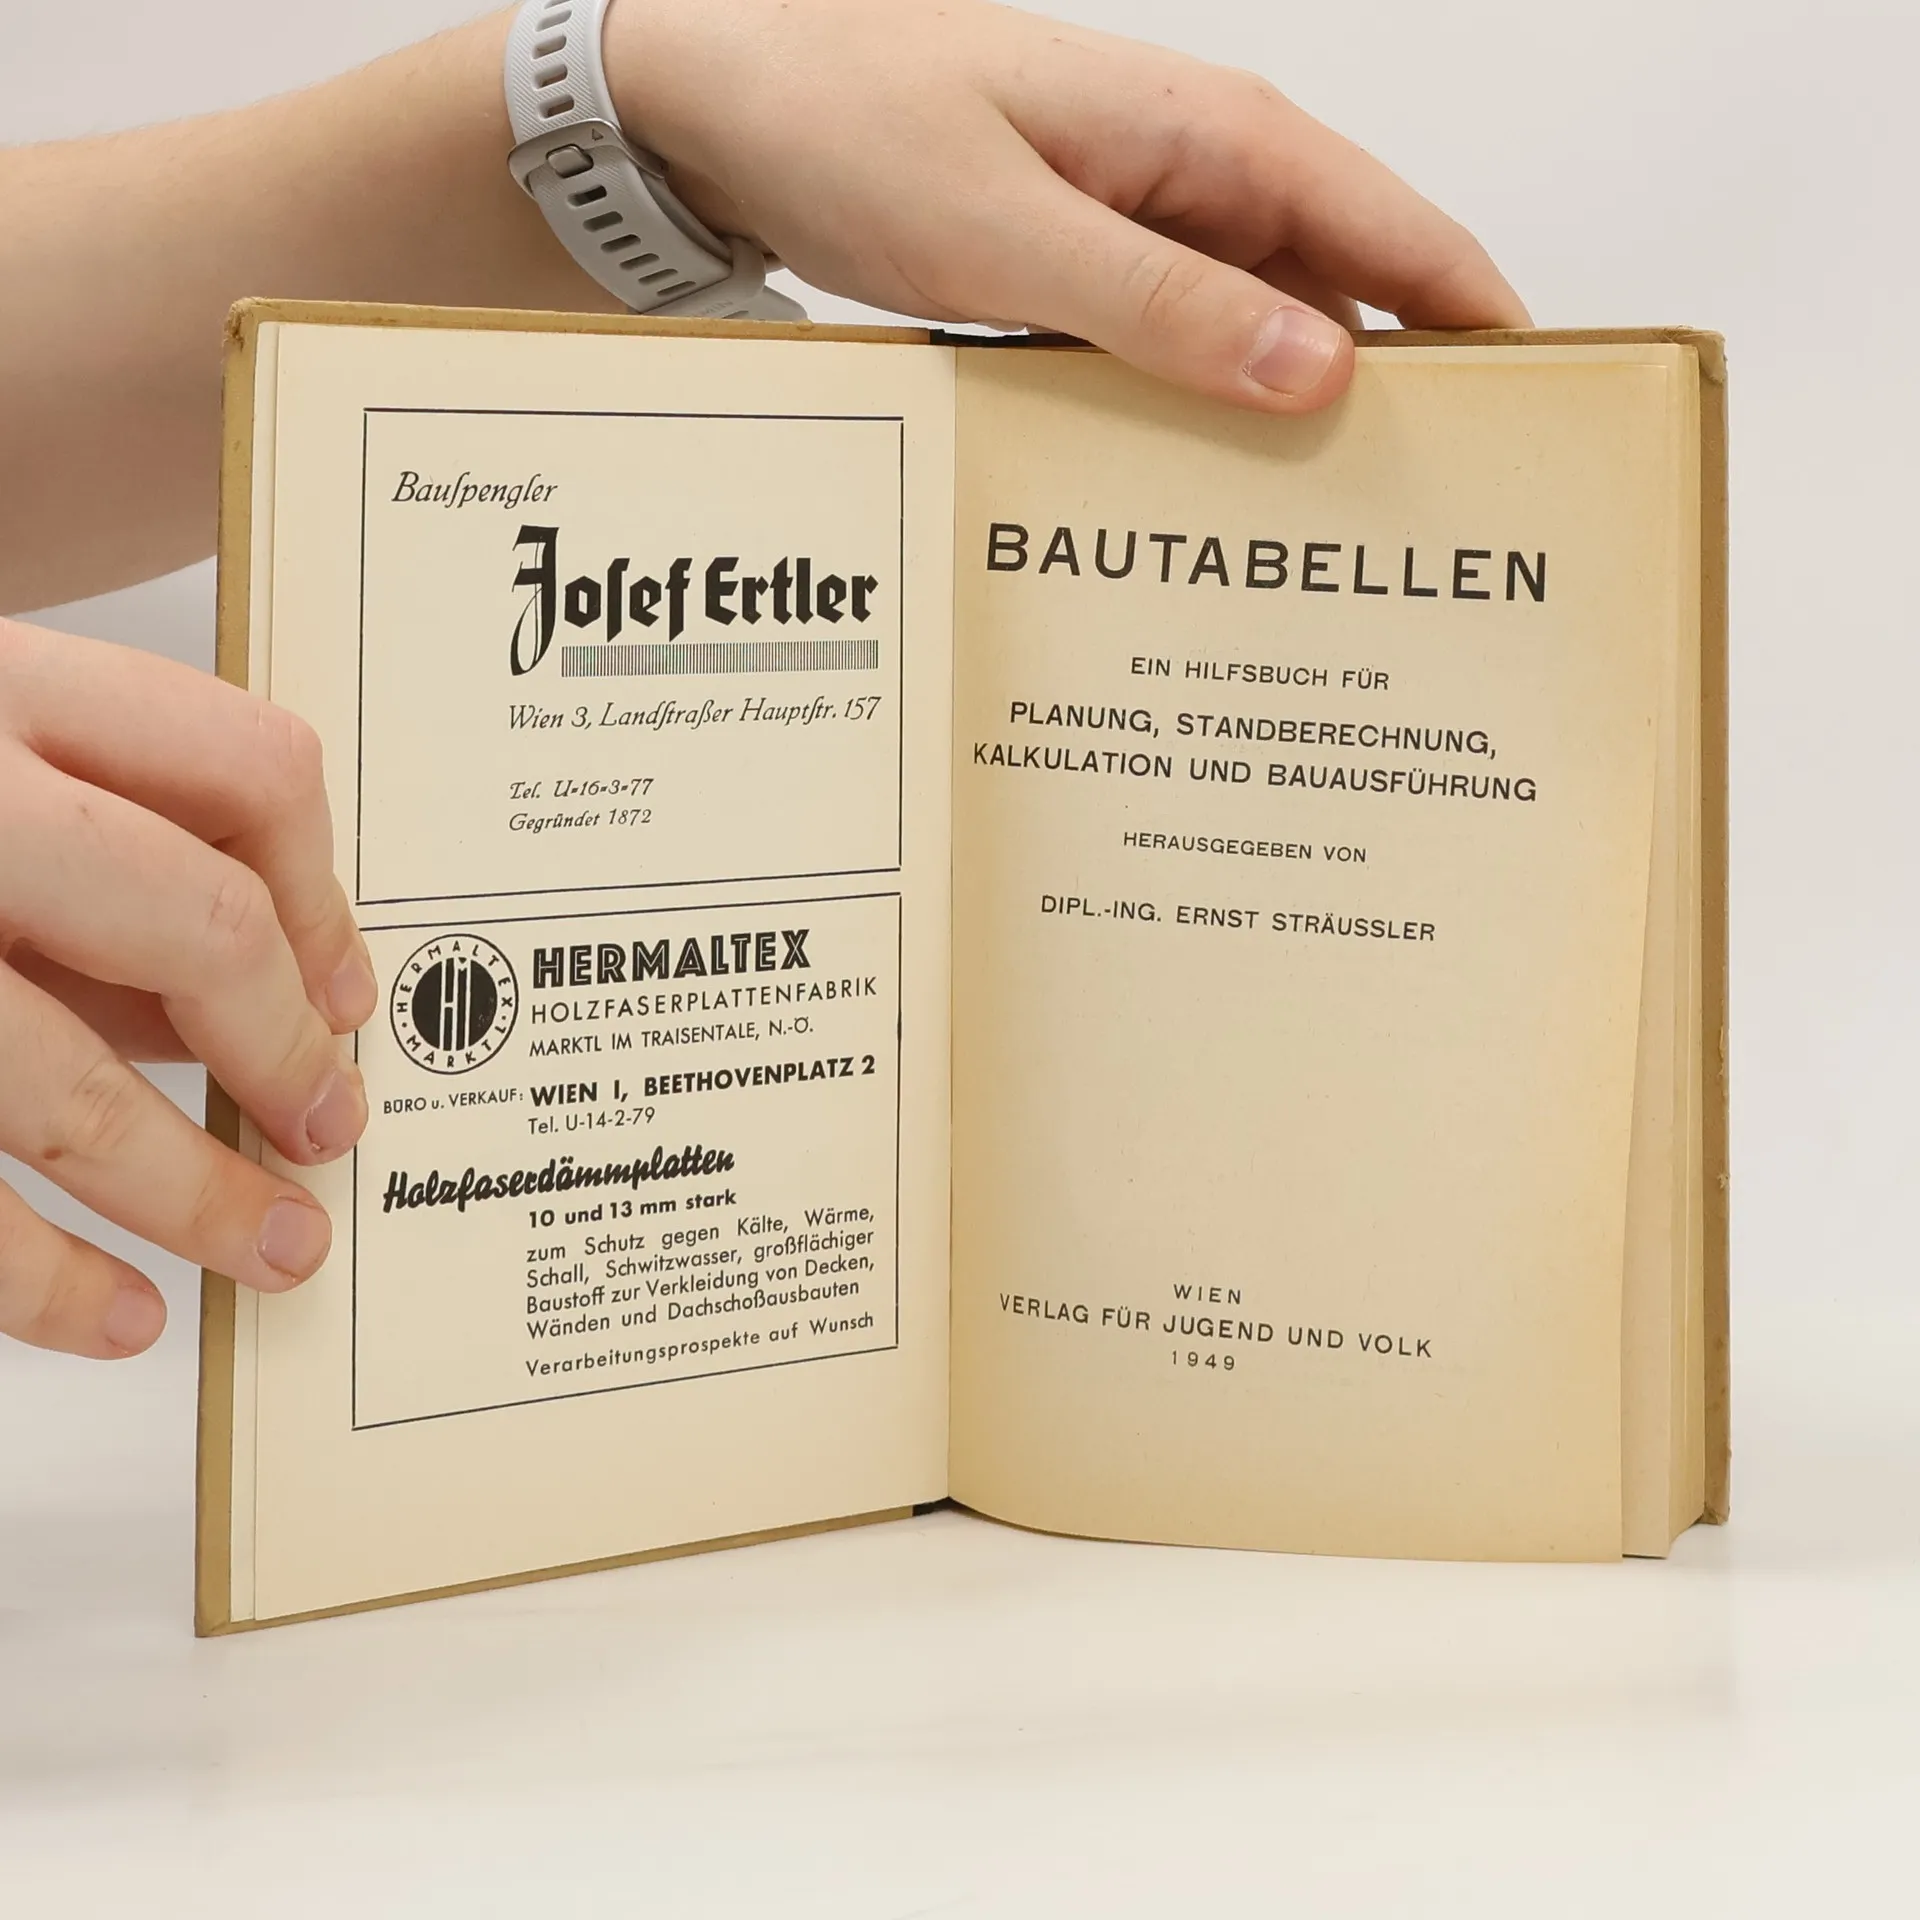 Bauſpengler
Joſef Ertler
Wien 3, Landſtraßer Hauptſtr. 157
Tel. U=16=3=77
Gegründet 1872
HERMALTEX · MARKTL ·
HERMALTEX
HOLZFASERPLATTENFABRIK
MARKTL IM TRAISENTALE, N.-Ö.
BÜRO u. VERKAUF: WIEN I, BEETHOVENPLATZ 2
Tel. U-14-2-79
Holzfaserdämmplatten
10 und 13 mm stark
zum Schutz gegen Kälte, Wärme,
Schall, Schwitzwasser, großflächiger
Baustoff zur Verkleidung von Decken,
Wänden und Dachschoßausbauten
Verarbeitungsprospekte auf Wunsch
BAUTABELLEN
EIN HILFSBUCH FÜR
PLANUNG, STANDBERECHNUNG,
KALKULATION UND BAUAUSFÜHRUNG
HERAUSGEGEBEN VON
DIPL.-ING. ERNST STRÄUSSLER
WIEN
VERLAG FÜR JUGEND UND VOLK
1949